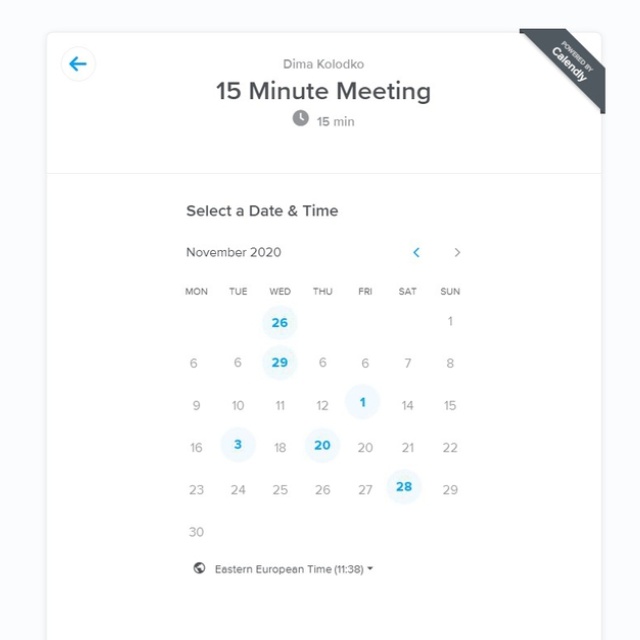 Dima Kolodko
POWERED BY
Calendly
15 Minute Meeting
15 min
Select a Date & Time
November 2020
MON TUE WED THU FRI SAT SUN
26 1
6 6 29 6 6 7 8
9 10 11 12 1 14 15
16 3 18 20 20 21 22
23 24 25 26 27 28 29
30
Eastern European Time (11:38)